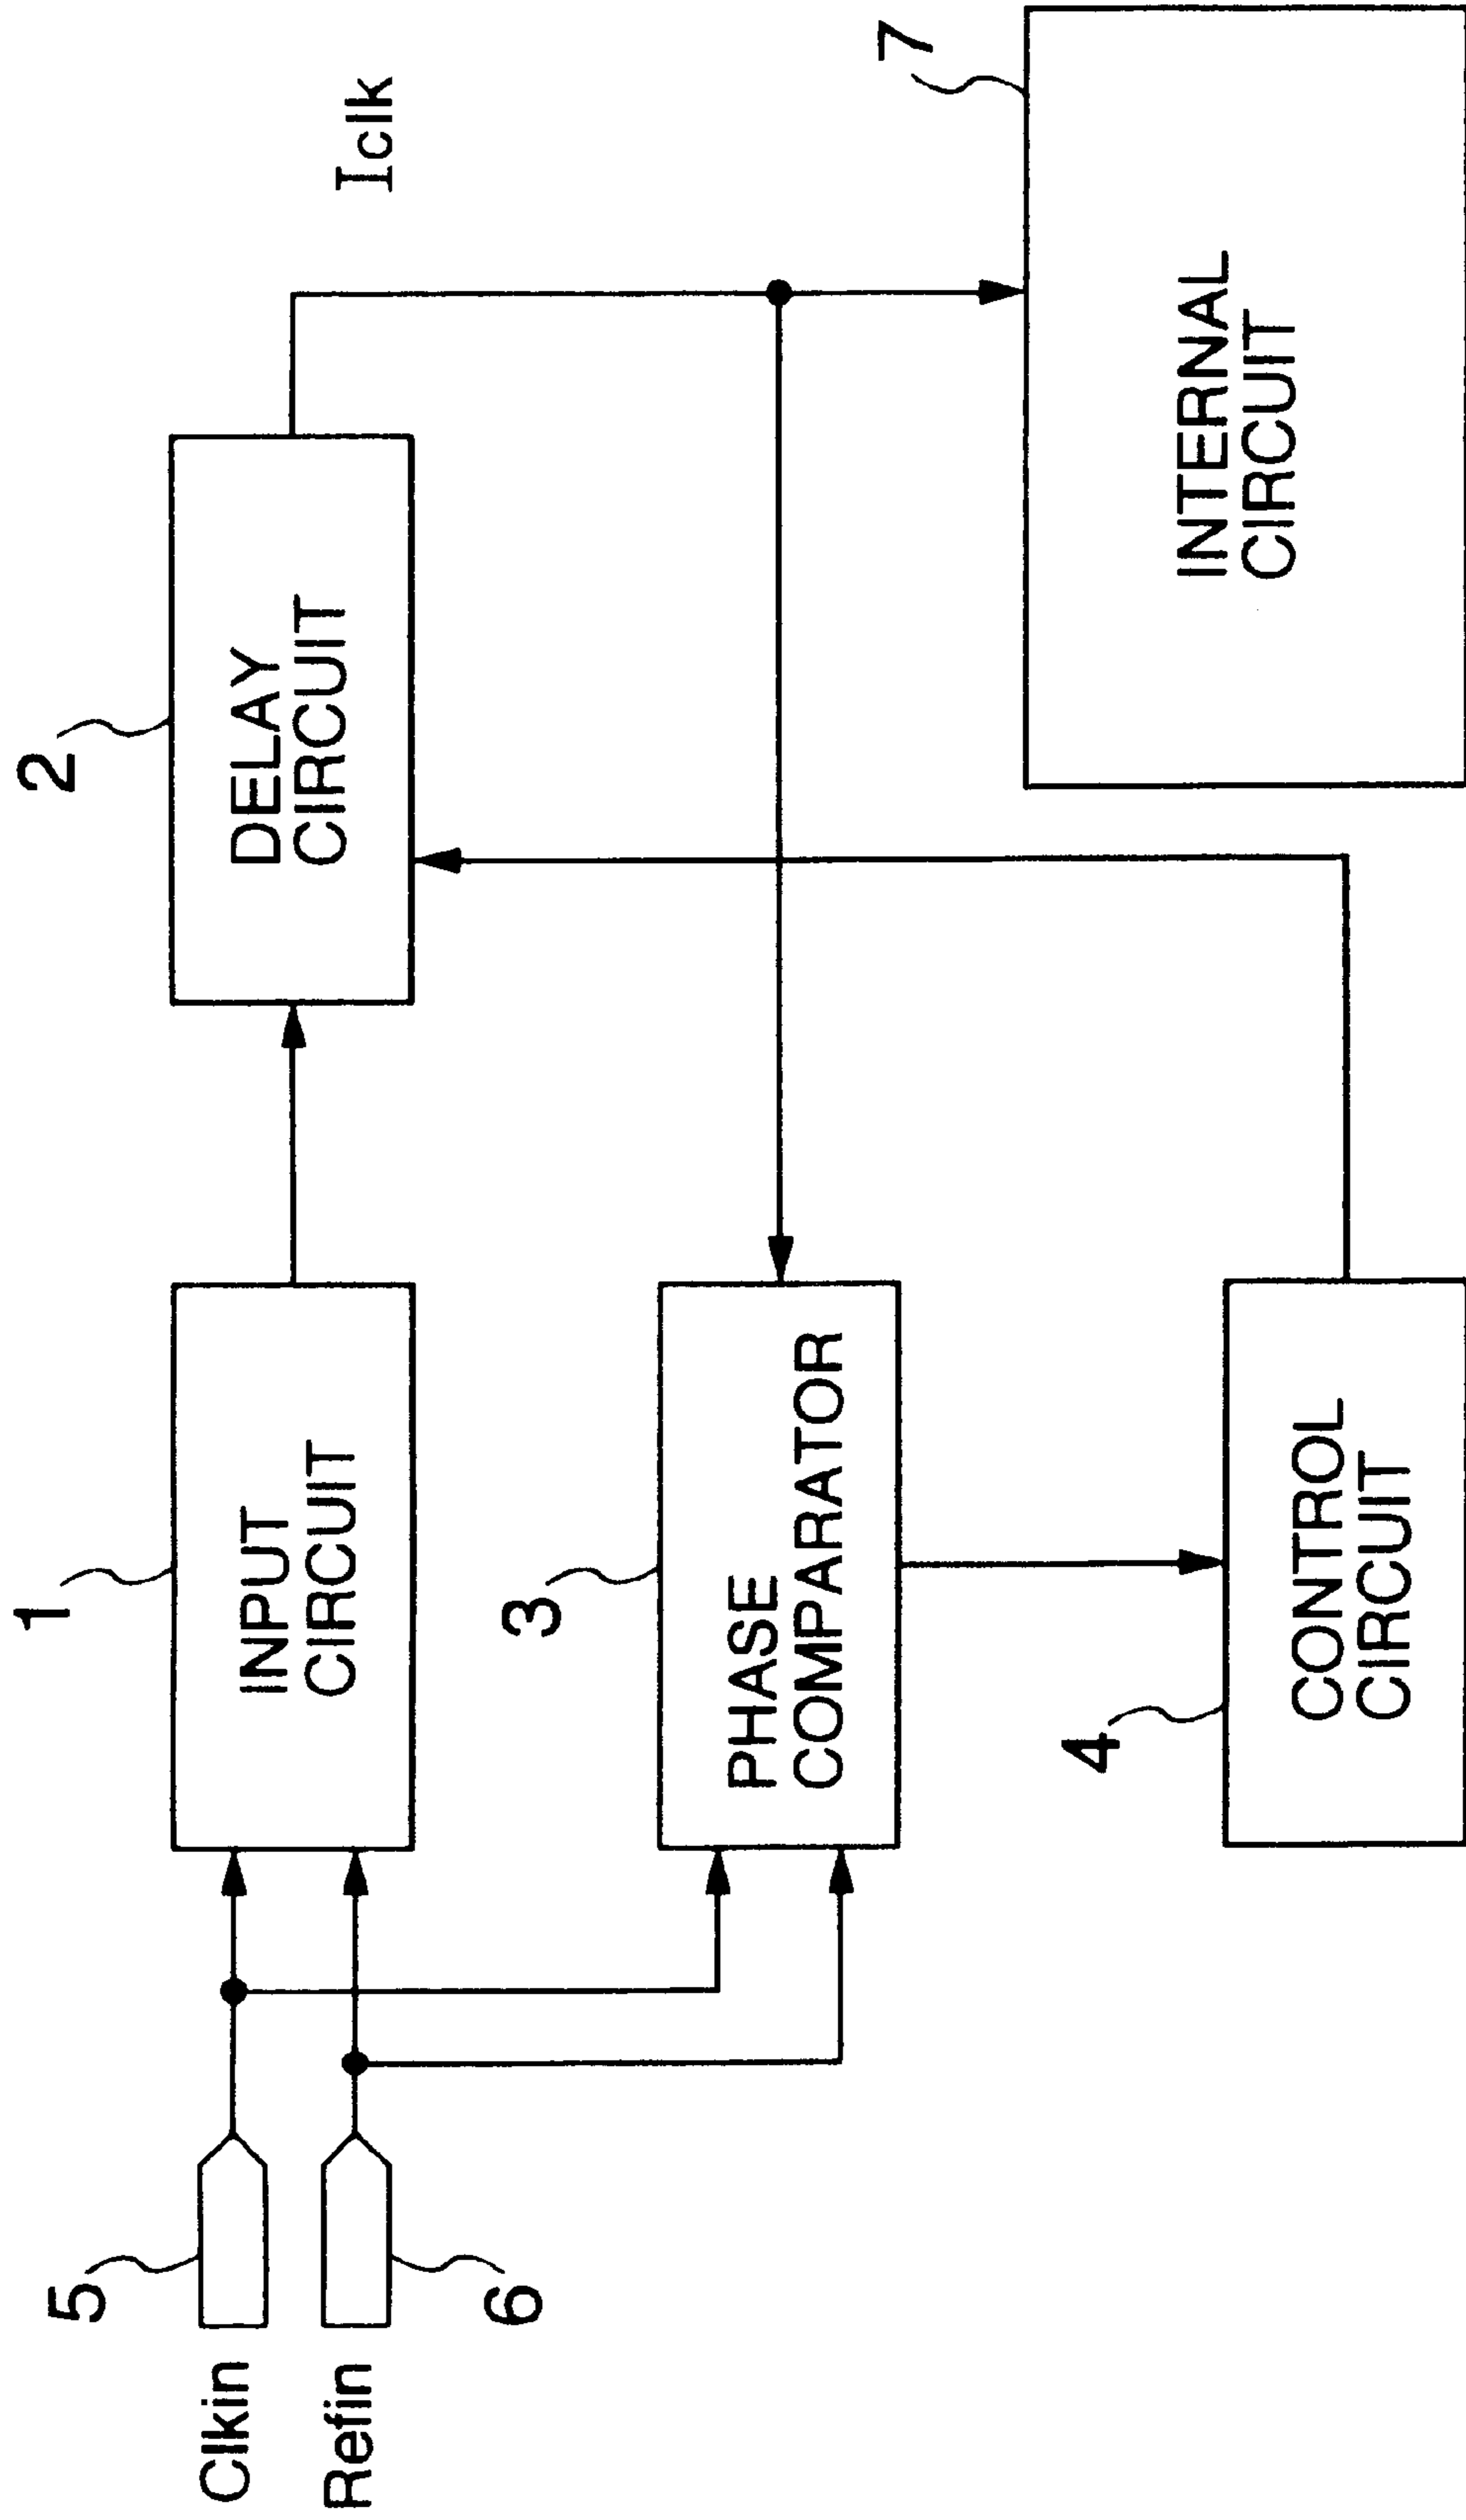 1
INPUT
CIRCUIT
2
DELAY
CIRCUIT
Iclk
5
Clkin
Refin
6
3
PHASE
COMPARATOR
7
INTERNAL
CIRCUIT
4
CONTROL
CIRCUIT